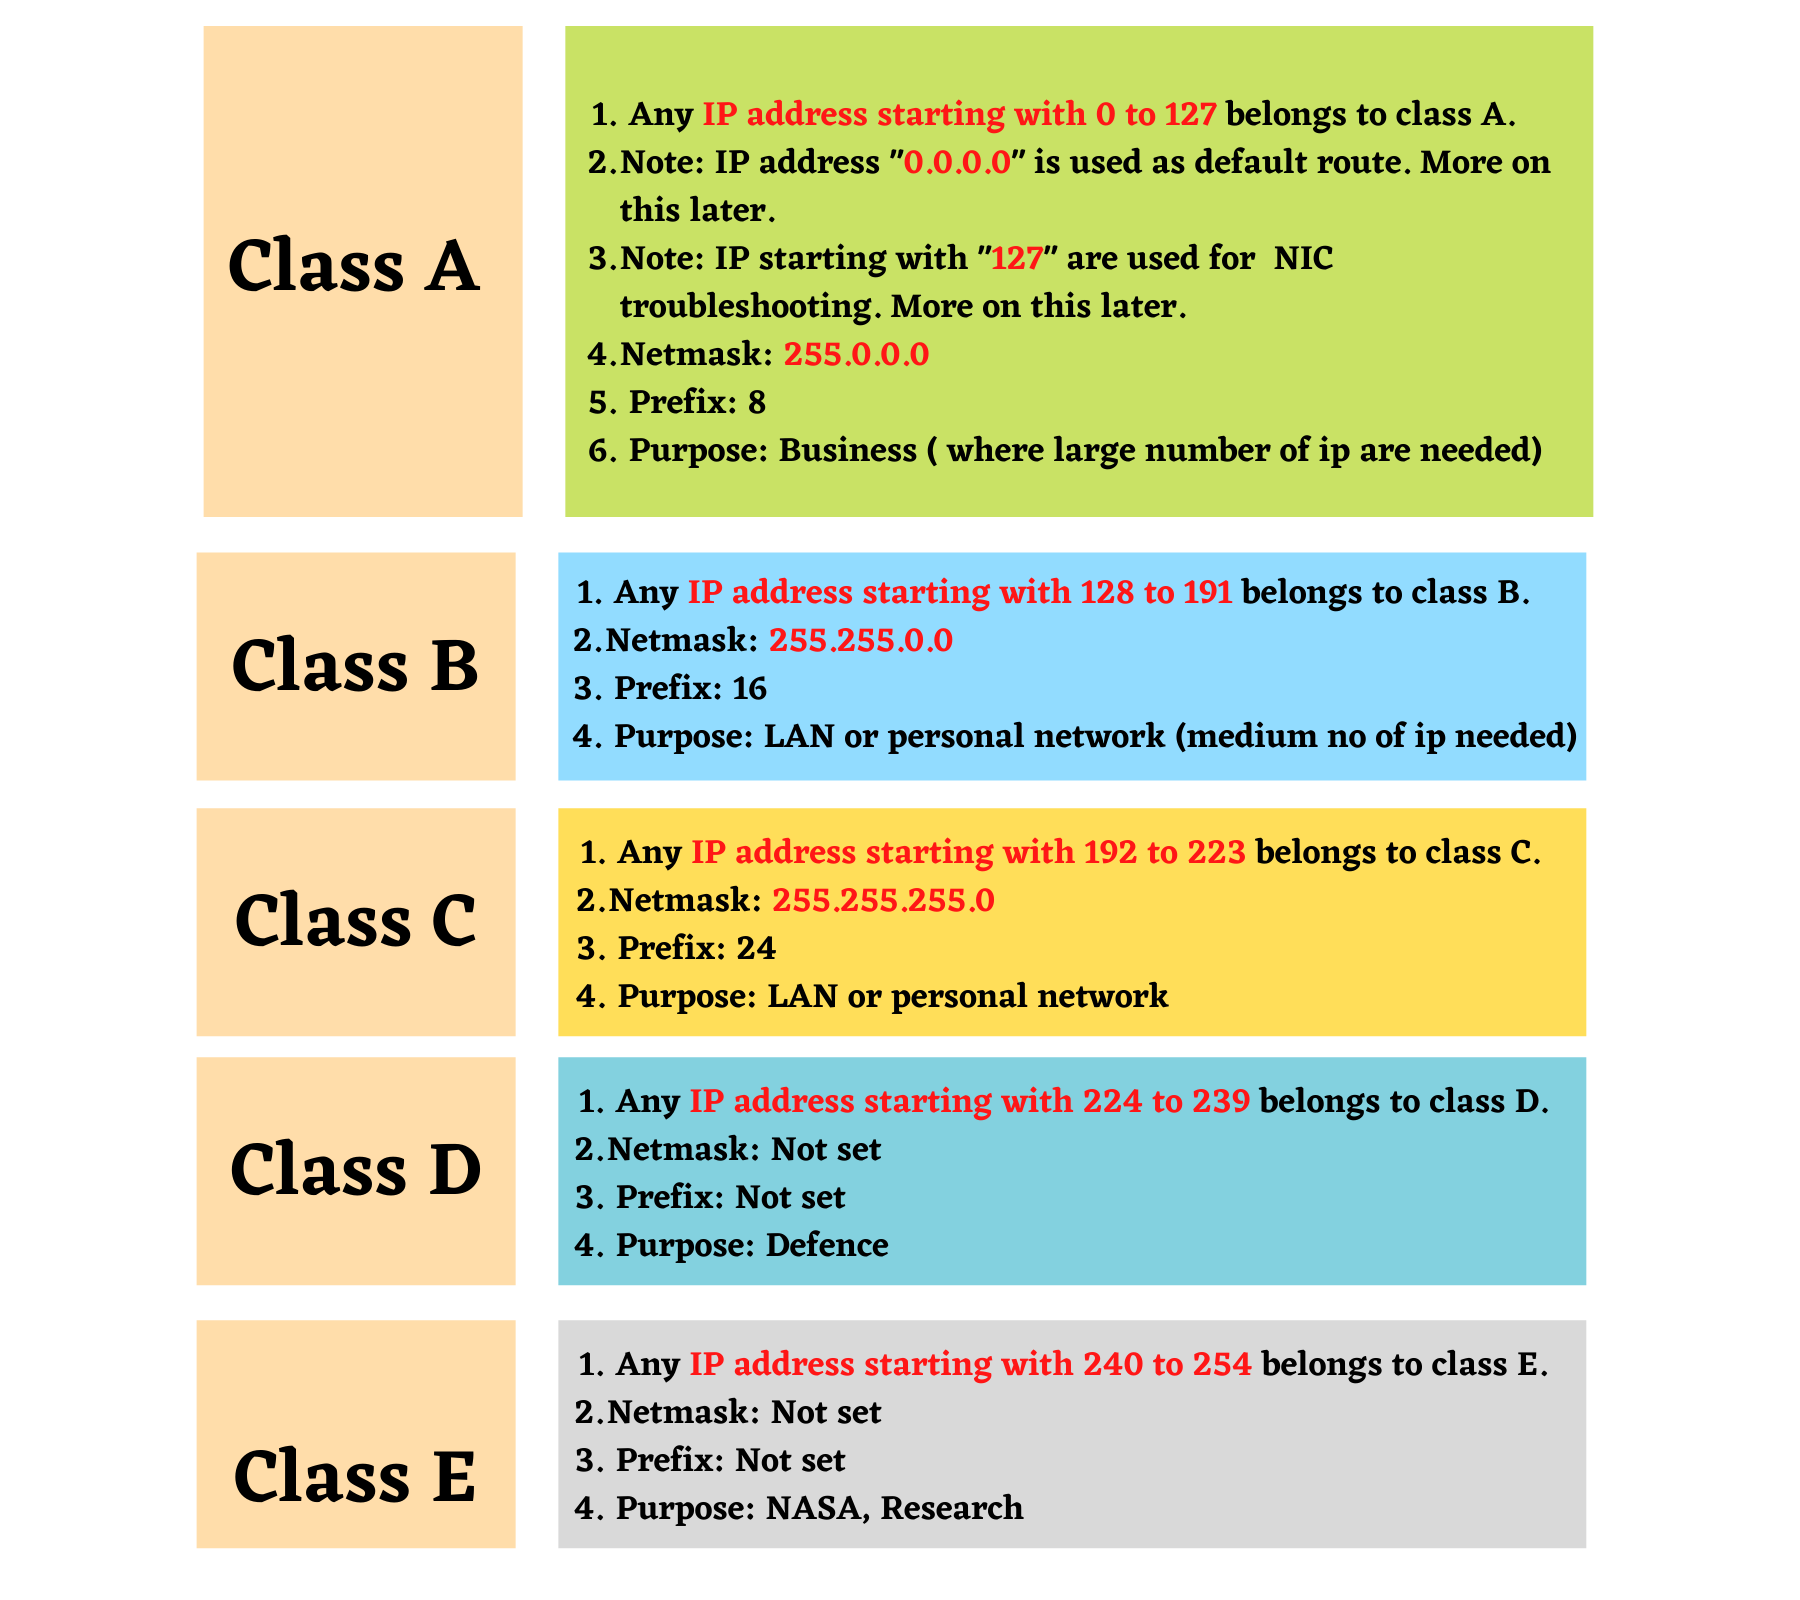 Class A
1. Any IP address starting with 0 to 127 belongs to class A.
2.Note: IP address "0.0.0.0" is used as default route. More on
this later.
3.Note: IP starting with "127" are used for  NIC
troubleshooting. More on this later.
4.Netmask: 255.0.0.0
5. Prefix: 8
6. Purpose: Business ( where large number of ip are needed)
Class B
1. Any IP address starting with 128 to 191 belongs to class B.
2.Netmask: 255.255.0.0
3. Prefix: 16
4. Purpose: LAN or personal network (medium no of ip needed)
Class C
1. Any IP address starting with 192 to 223 belongs to class C.
2.Netmask: 255.255.255.0
3. Prefix: 24
4. Purpose: LAN or personal network
Class D
1. Any IP address starting with 224 to 239 belongs to class D.
2.Netmask: Not set
3. Prefix: Not set
4. Purpose: Defence
Class E
1. Any IP address starting with 240 to 254 belongs to class E.
2.Netmask: Not set
3. Prefix: Not set
4. Purpose: NASA, Research